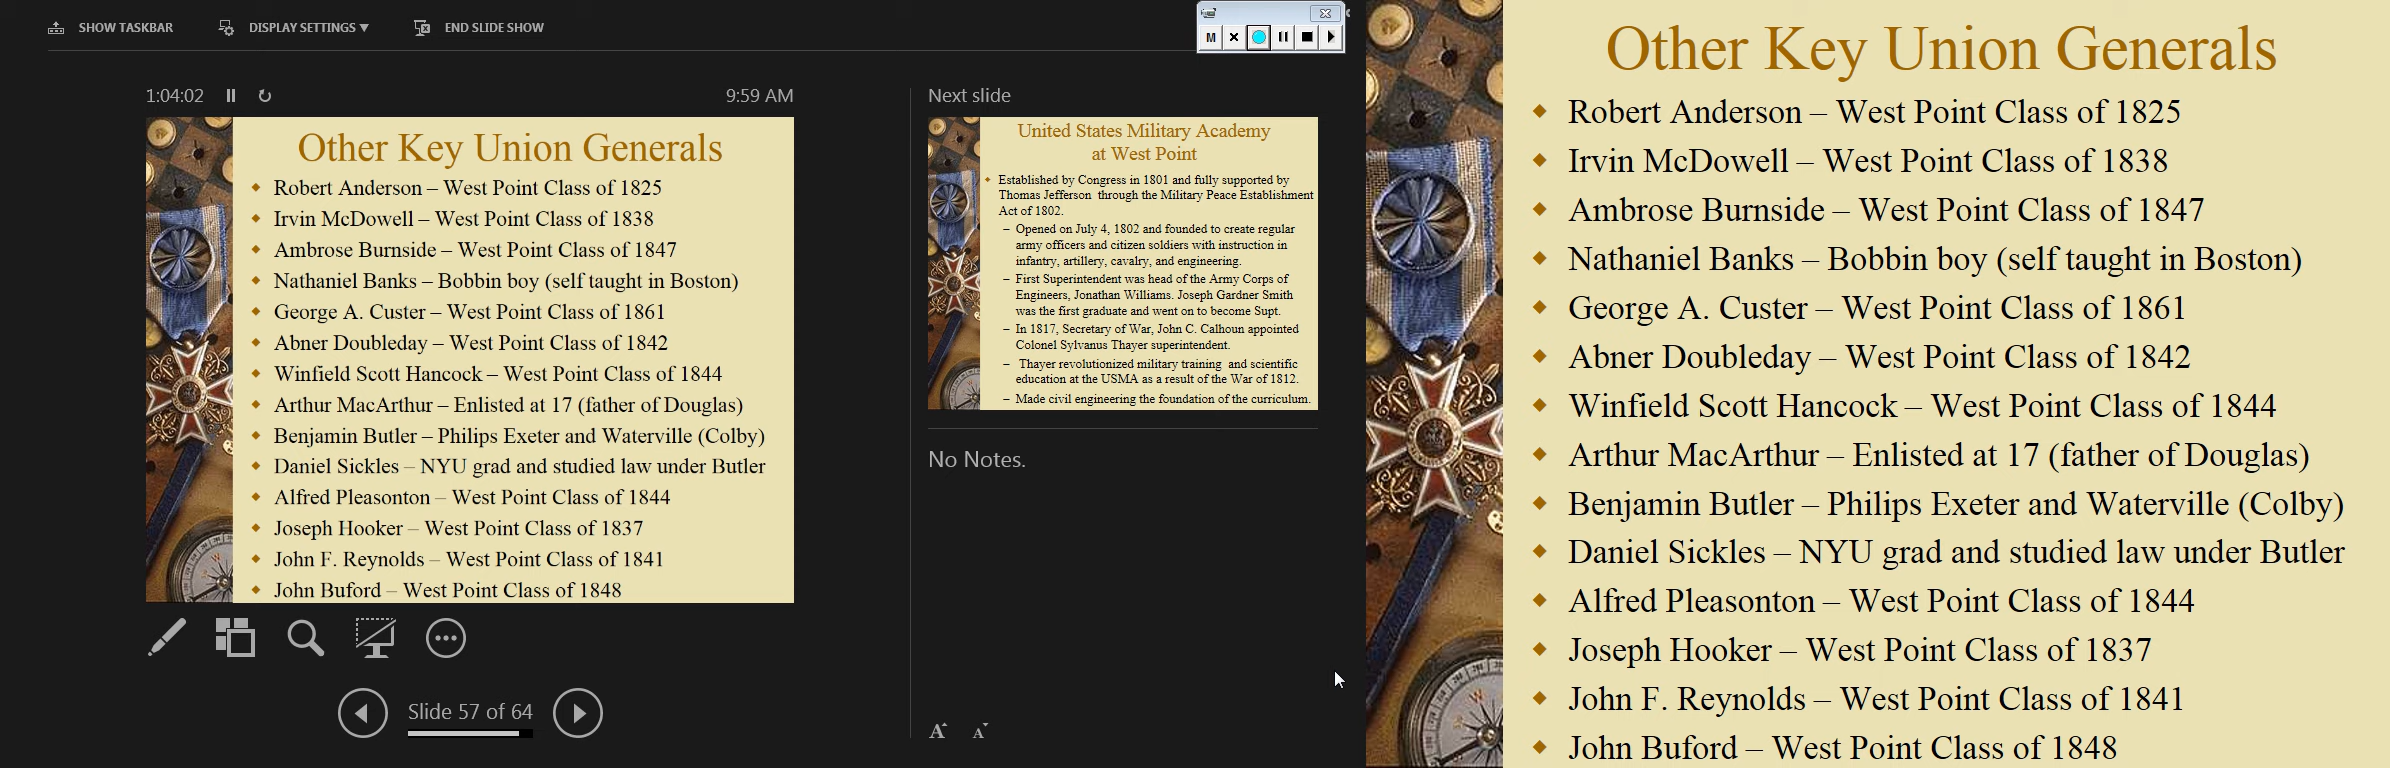 SHOW TASKBAR
DISPLAY SETTINGS
END SLIDE SHOW
M
1:04:02
9:59 AM
Other Key Union Generals
Robert Anderson – West Point Class of 1825
Irvin McDowell – West Point Class of 1838
Ambrose Burnside – West Point Class of 1847
Nathaniel Banks – Bobbin boy (self taught in Boston)
George A. Custer – West Point Class of 1861
Abner Doubleday – West Point Class of 1842
Winfield Scott Hancock – West Point Class of 1844
Arthur MacArthur – Enlisted at 17 (father of Douglas)
Benjamin Butler – Philips Exeter and Waterville (Colby)
Daniel Sickles – NYU grad and studied law under Butler
Alfred Pleasonton – West Point Class of 1844
Joseph Hooker – West Point Class of 1837
John F. Reynolds – West Point Class of 1841
John Buford – West Point Class of 1848
Slide 57 of 64
Next slide
United States Military Academy
at West Point
Established by Congress in 1801 and fully supported by
Thomas Jefferson through the Military Peace Establishment
Act of 1802.
– Opened on July 4, 1802 and founded to create regular
army officers and citizen soldiers with instruction in
infantry, artillery, cavalry, and engineering.
– First Superintendent was head of the Army Corps of
Engineers, Jonathan Williams. Joseph Gardner Smith
was the first graduate and went on to become Supt.
– In 1817, Secretary of War, John C. Calhoun appointed
Colonel Sylvanus Thayer superintendent.
– Thayer revolutionized military training and scientific
education at the USMA as a result of the War of 1812.
– Made civil engineering the foundation of the curriculum.
No Notes.
A A
Other Key Union Generals
Robert Anderson – West Point Class of 1825
Irvin McDowell – West Point Class of 1838
Ambrose Burnside – West Point Class of 1847
Nathaniel Banks – Bobbin boy (self taught in Boston)
George A. Custer – West Point Class of 1861
Abner Doubleday – West Point Class of 1842
Winfield Scott Hancock – West Point Class of 1844
Arthur MacArthur – Enlisted at 17 (father of Douglas)
Benjamin Butler – Philips Exeter and Waterville (Colby)
Daniel Sickles – NYU grad and studied law under Butler
Alfred Pleasonton – West Point Class of 1844
Joseph Hooker – West Point Class of 1837
John F. Reynolds – West Point Class of 1841
John Buford – West Point Class of 1848